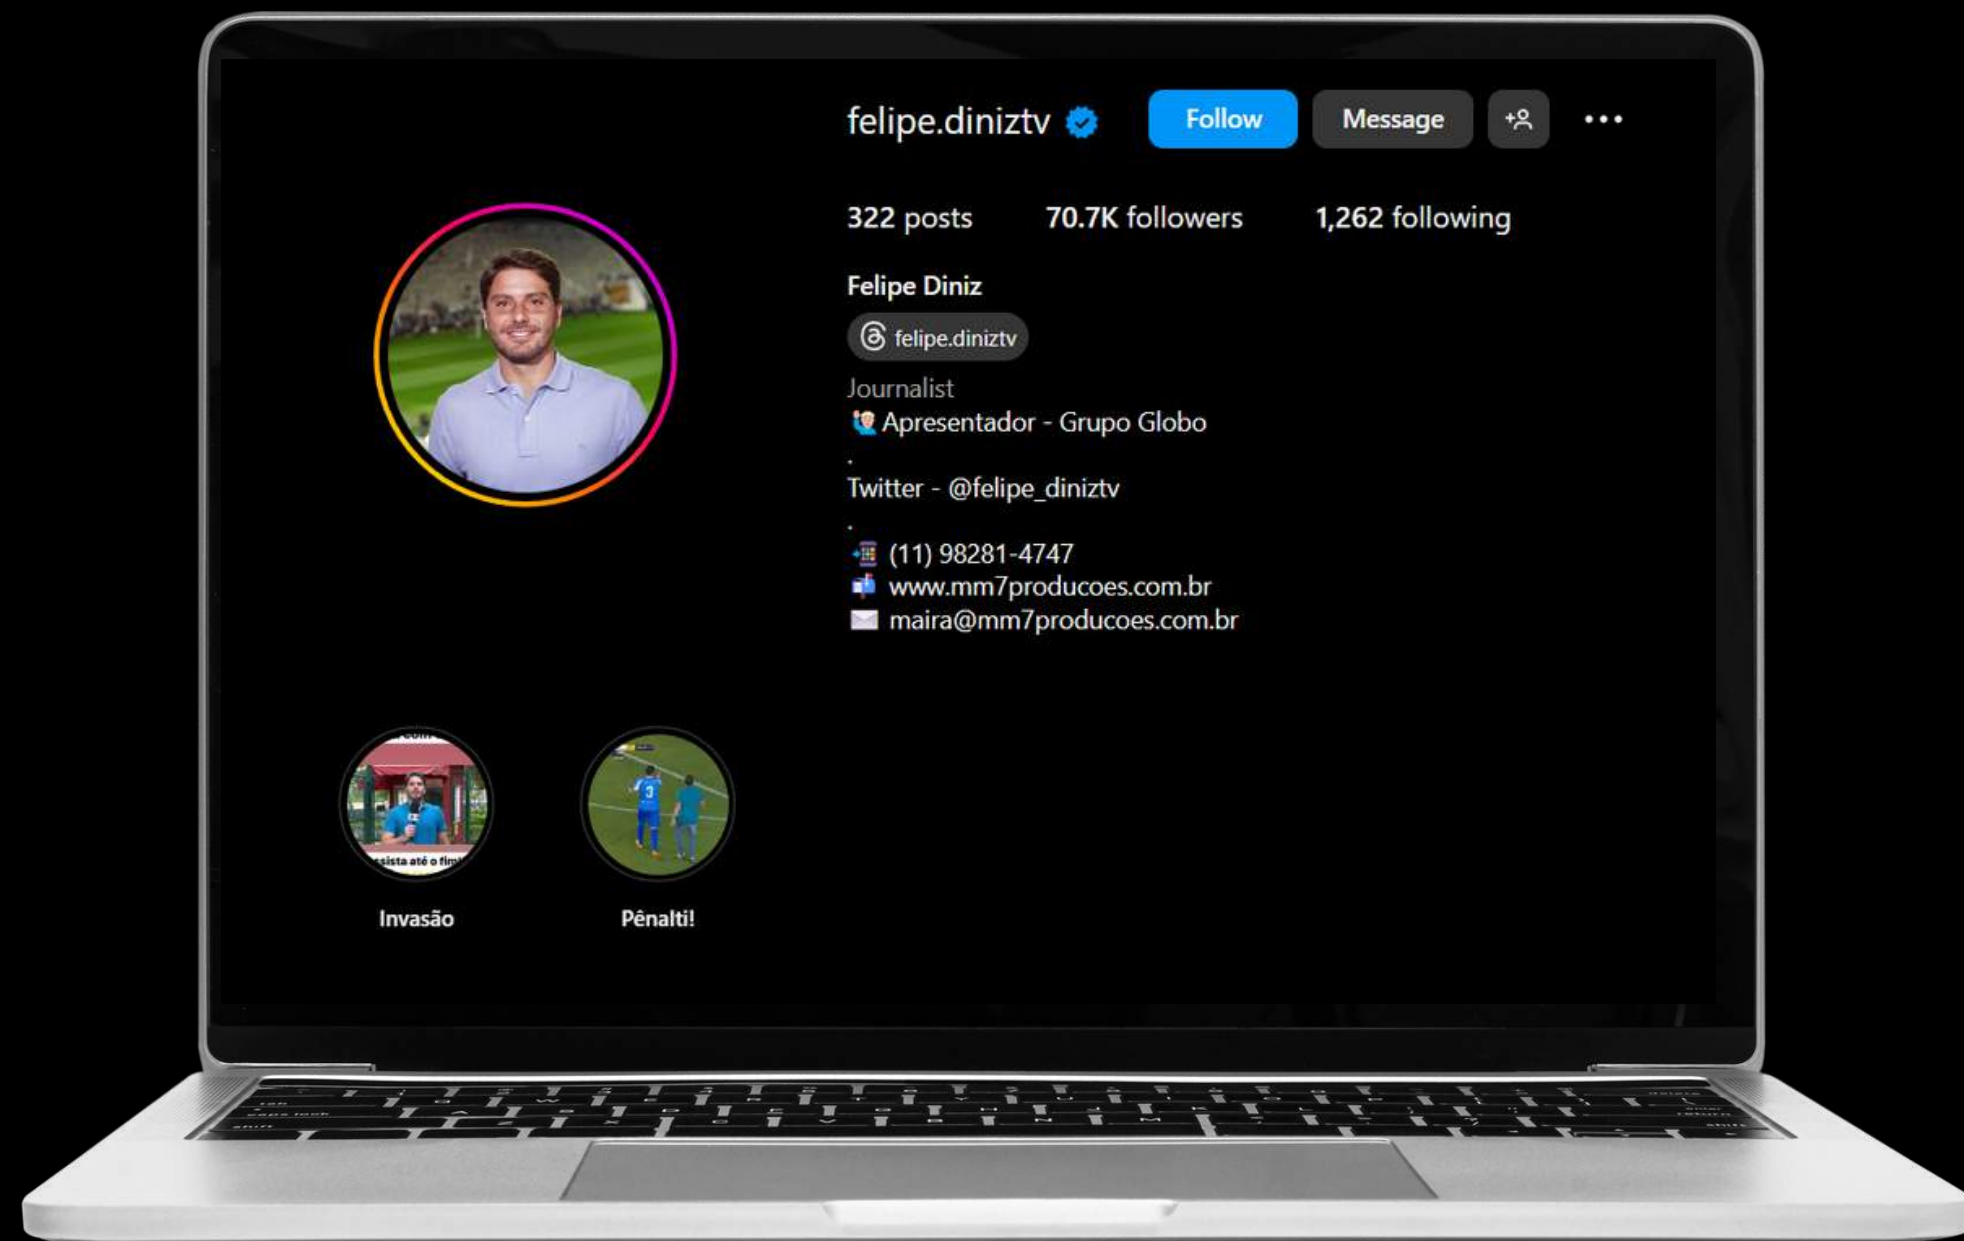 felipe.diniztv
Follow
Message
322 posts 70.7K followers 1,262 following
Felipe Diniz
felipe.diniztv
Journalist
Apresentador - Grupo Globo
.
Twitter - @felipe_diniztv
.
(11) 98281-4747
www.mm7producoes.com.br
maira@mm7producoes.com.br
sista até o fim
3
Invasão
Pênalti!